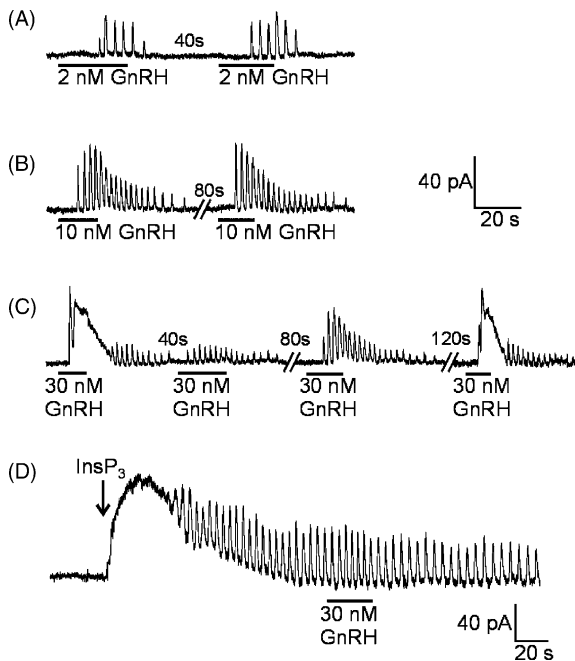 (A)
40s
2 nM GnRH 2 nM GnRH
(B)
80s
10 nM GnRH 10 nM GnRH
40 pA
20 s
(C)
40s 80s 120s
30 nM 30 nM 30 nM 30 nM
GnRH GnRH GnRH GnRH
(D)
InsP3
30 nM
GnRH
40 pA
20 s